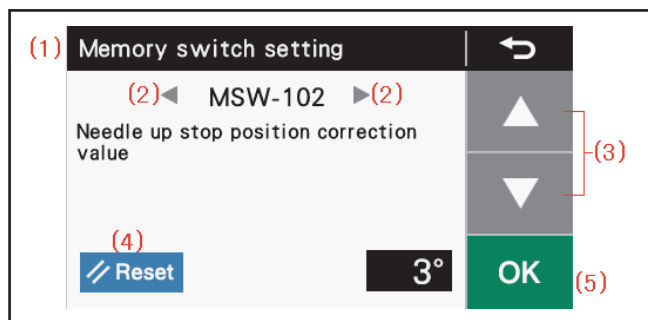 (1) Memory switch setting
(2) MSW-102 (2)
Needle up stop position correction
value
(3)
(4)
Reset 3° OK (5)